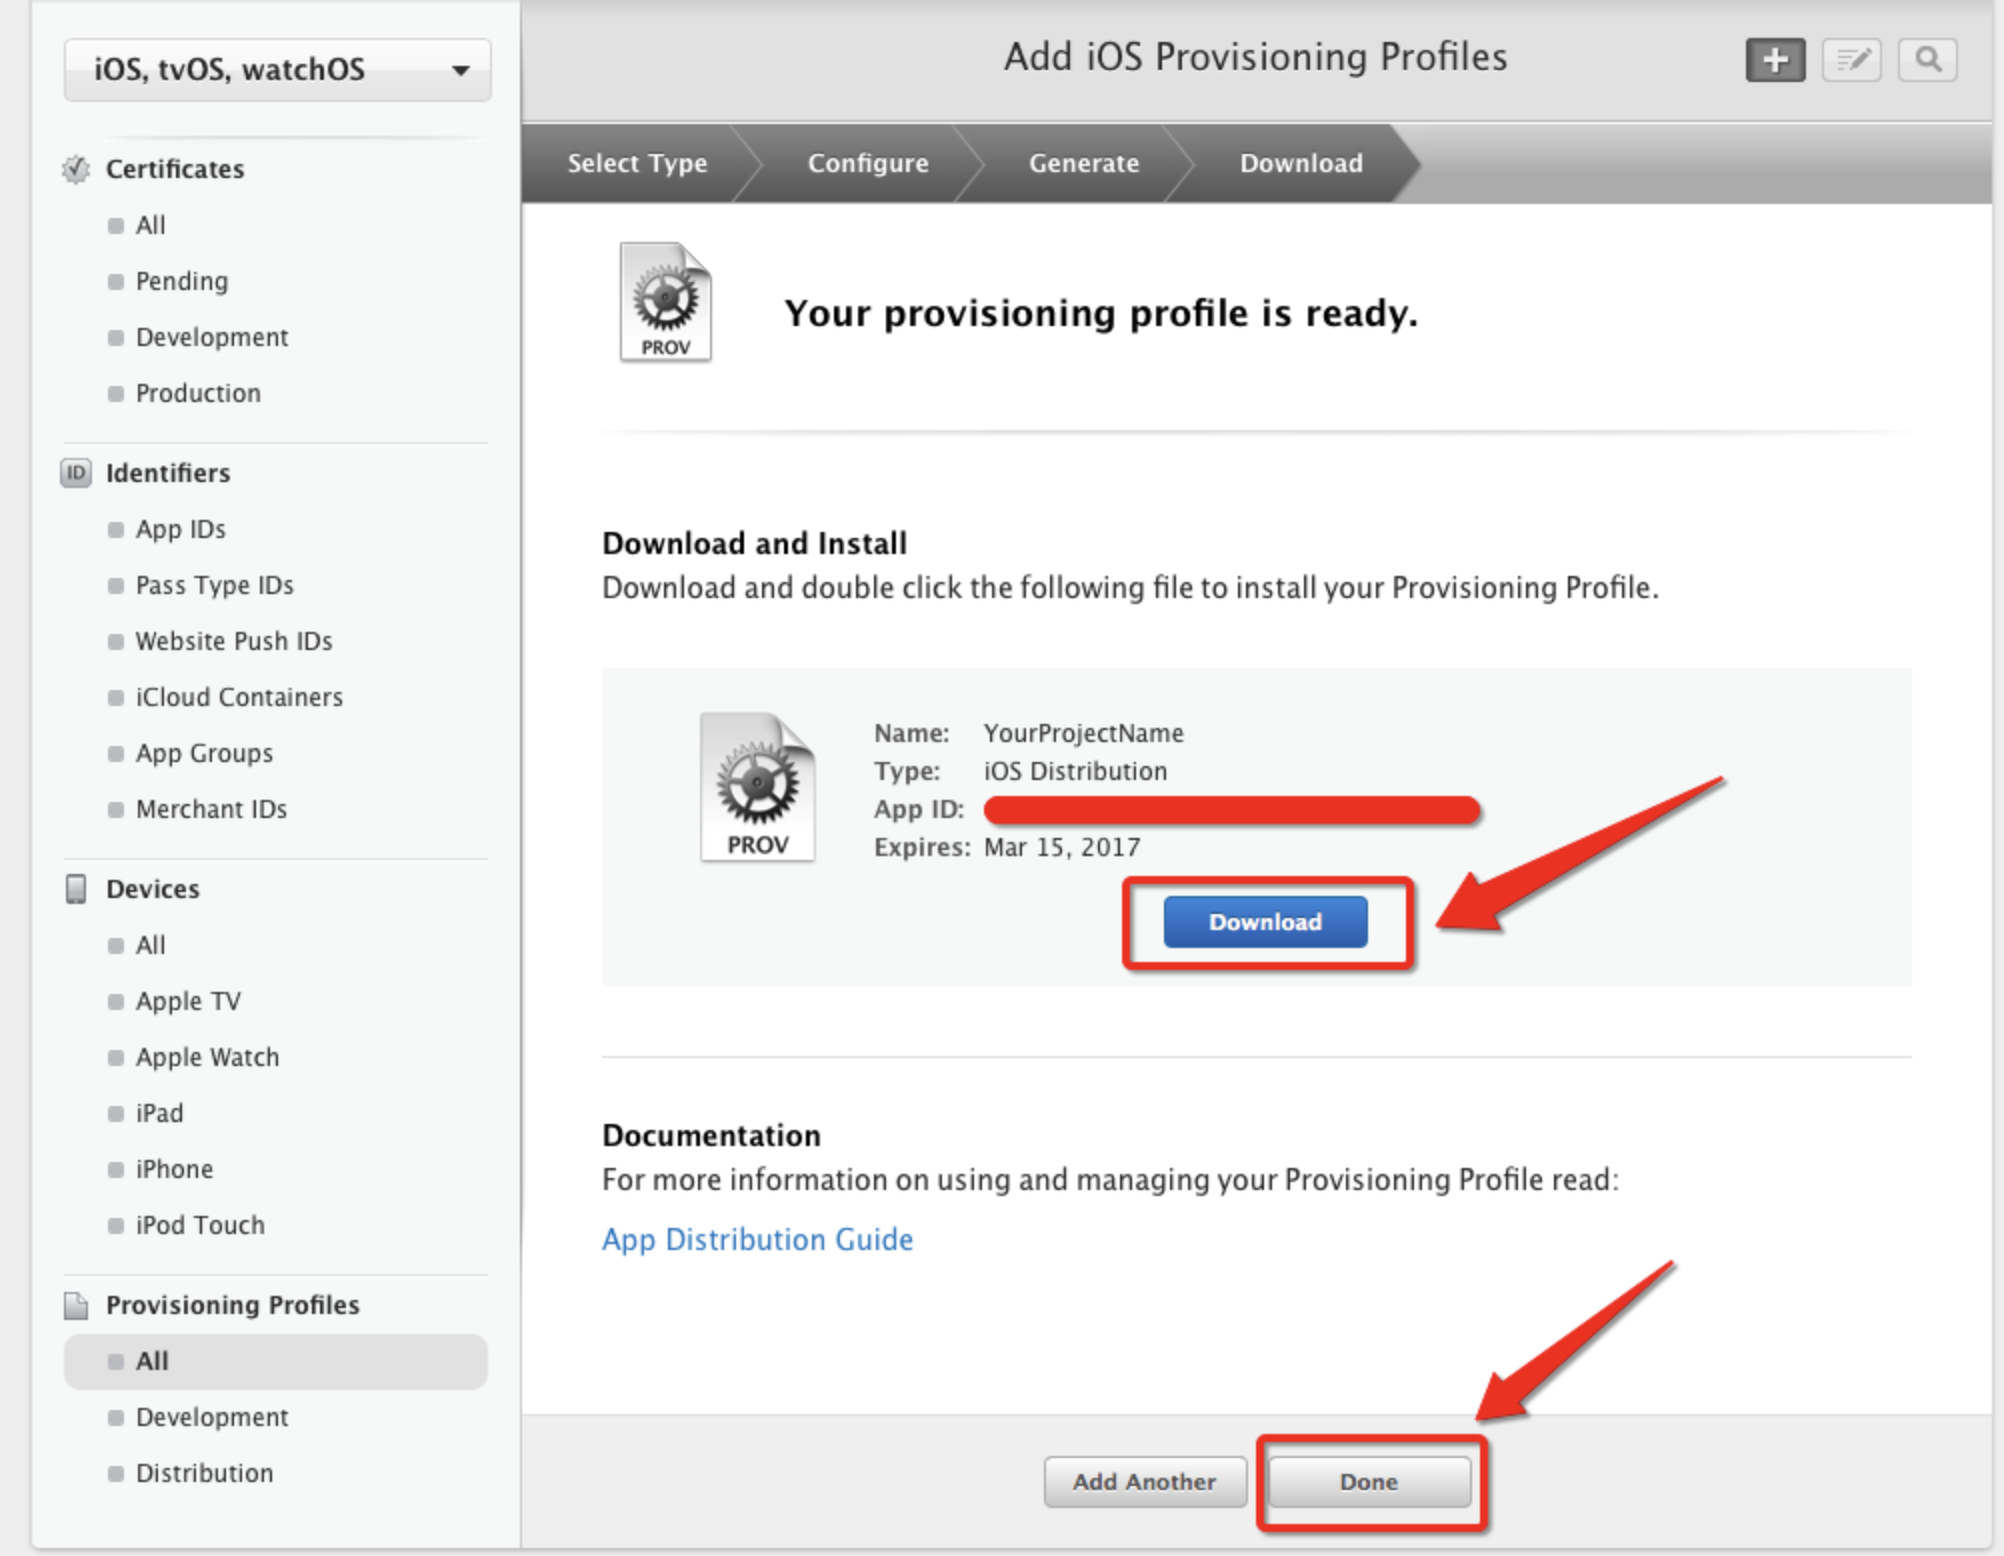 iOS, tvOS, watchOS
Certificates
All
Pending
Development
Production
ID
Identifiers
App IDs
Pass Type IDs
Website Push IDs
iCloud Containers
App Groups
Merchant IDs
Devices
All
Apple TV
Apple Watch
iPad
iPhone
iPod Touch
Provisioning Profiles
All
Development
Distribution
Add iOS Provisioning Profiles
Select Type
Configure
Generate
Download
PROV
Your provisioning profile is ready.
Download and Install
Download and double click the following file to install your Provisioning Profile.
PROV
Name: YourProjectName
Type: iOS Distribution
App ID:
Expires: Mar 15, 2017
Download
Documentation
For more information on using and managing your Provisioning Profile read:
App Distribution Guide
Add Another
Done